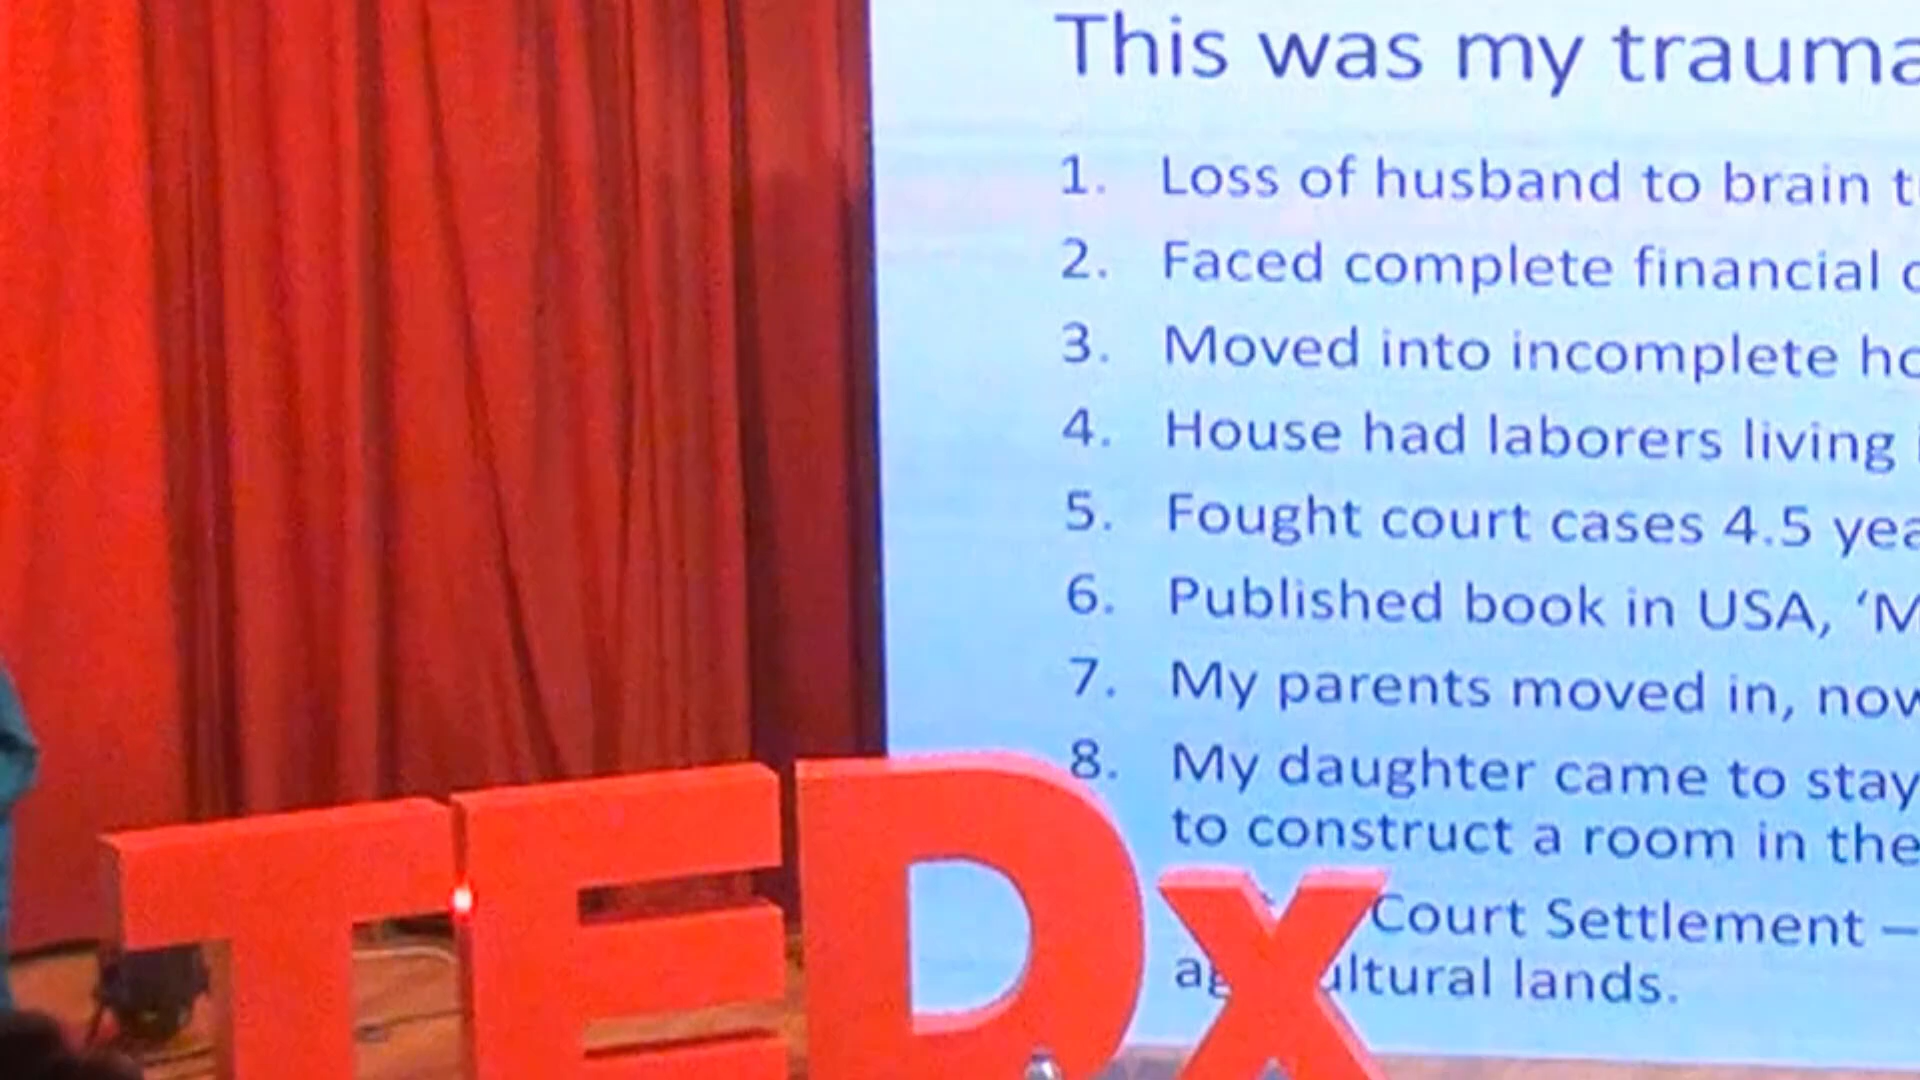 This was my trauma
1. Loss of husband to brain
2. Faced complete financial
3. Moved into incomplete
4. House had laborers living
5. Fought court cases 4.5
6. Published book in USA, ‘M
7. My parents moved in,
8. My daughter came to stay
to construct a room in the
Court Settlement –
lands.
TEDx